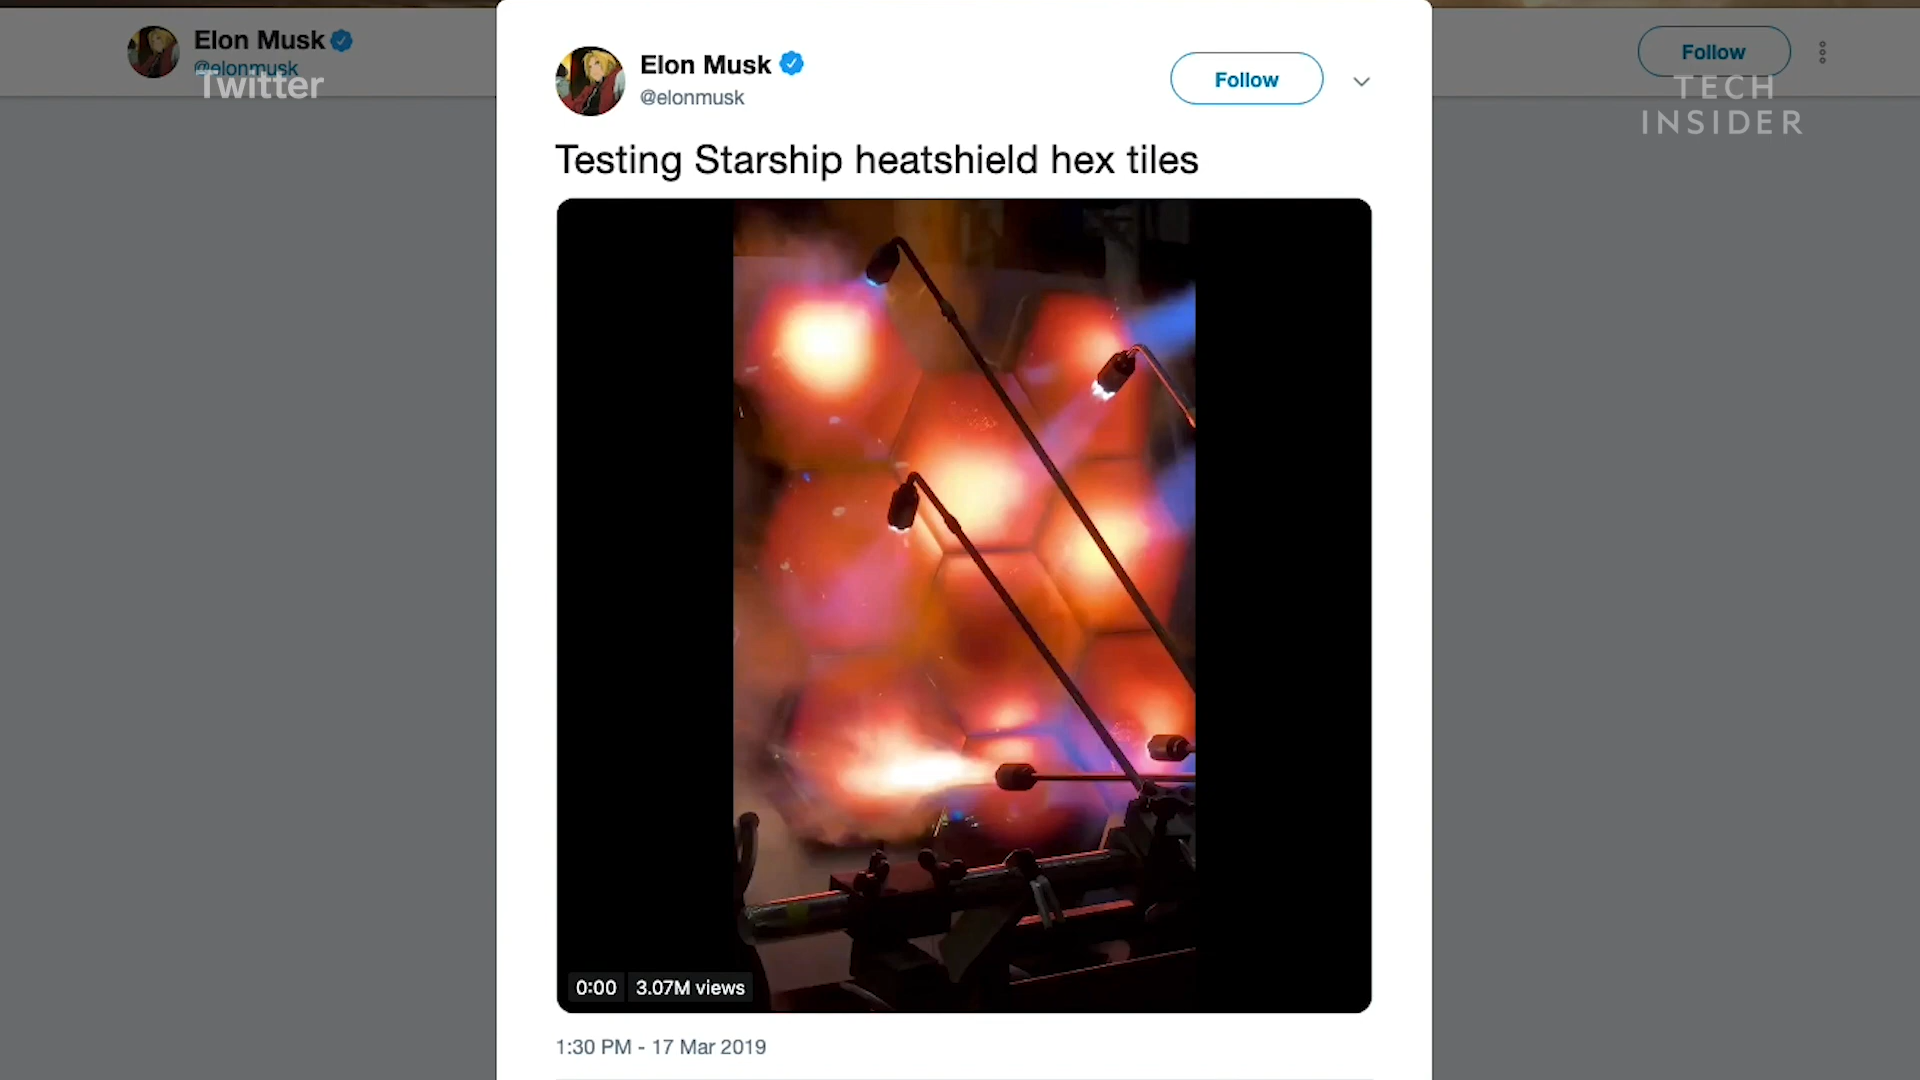 Elon Musk
@elonmusk
Twitter
Elon Musk
@elonmusk
Follow
Follow
TECH
INSIDER
Testing Starship heatshield hex tiles
0:00
3.07M views
1:30 PM - 17 Mar 2019